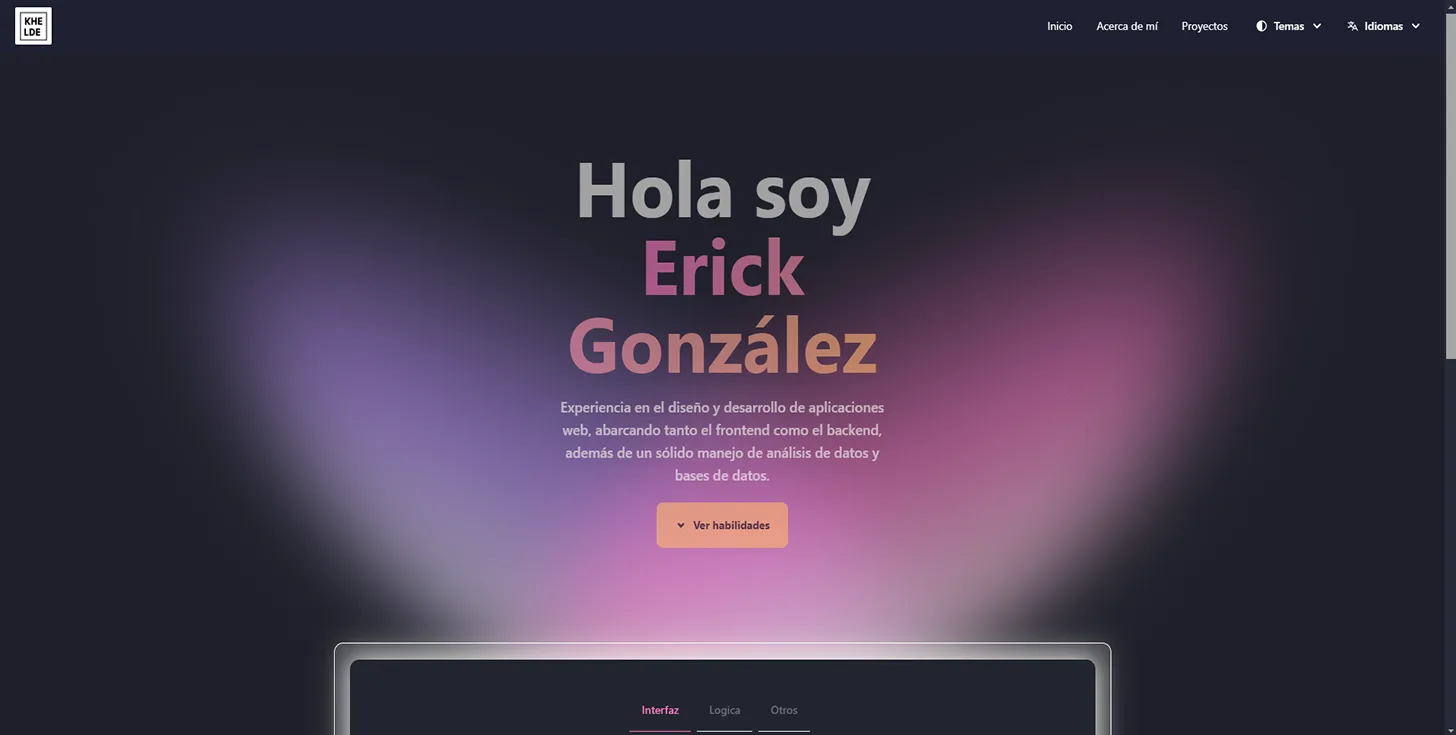 KHE
LDE
Inicio
Acerca de mí
Proyectos
Temas
Idiomas
Hola soy
Erick
González
Experiencia en el diseño y desarrollo de aplicaciones
web, abarcando tanto el frontend como el backend,
además de un sólido manejo de análisis de datos y
bases de datos.
Ver habilidades
Interfaz
Logica
Otros